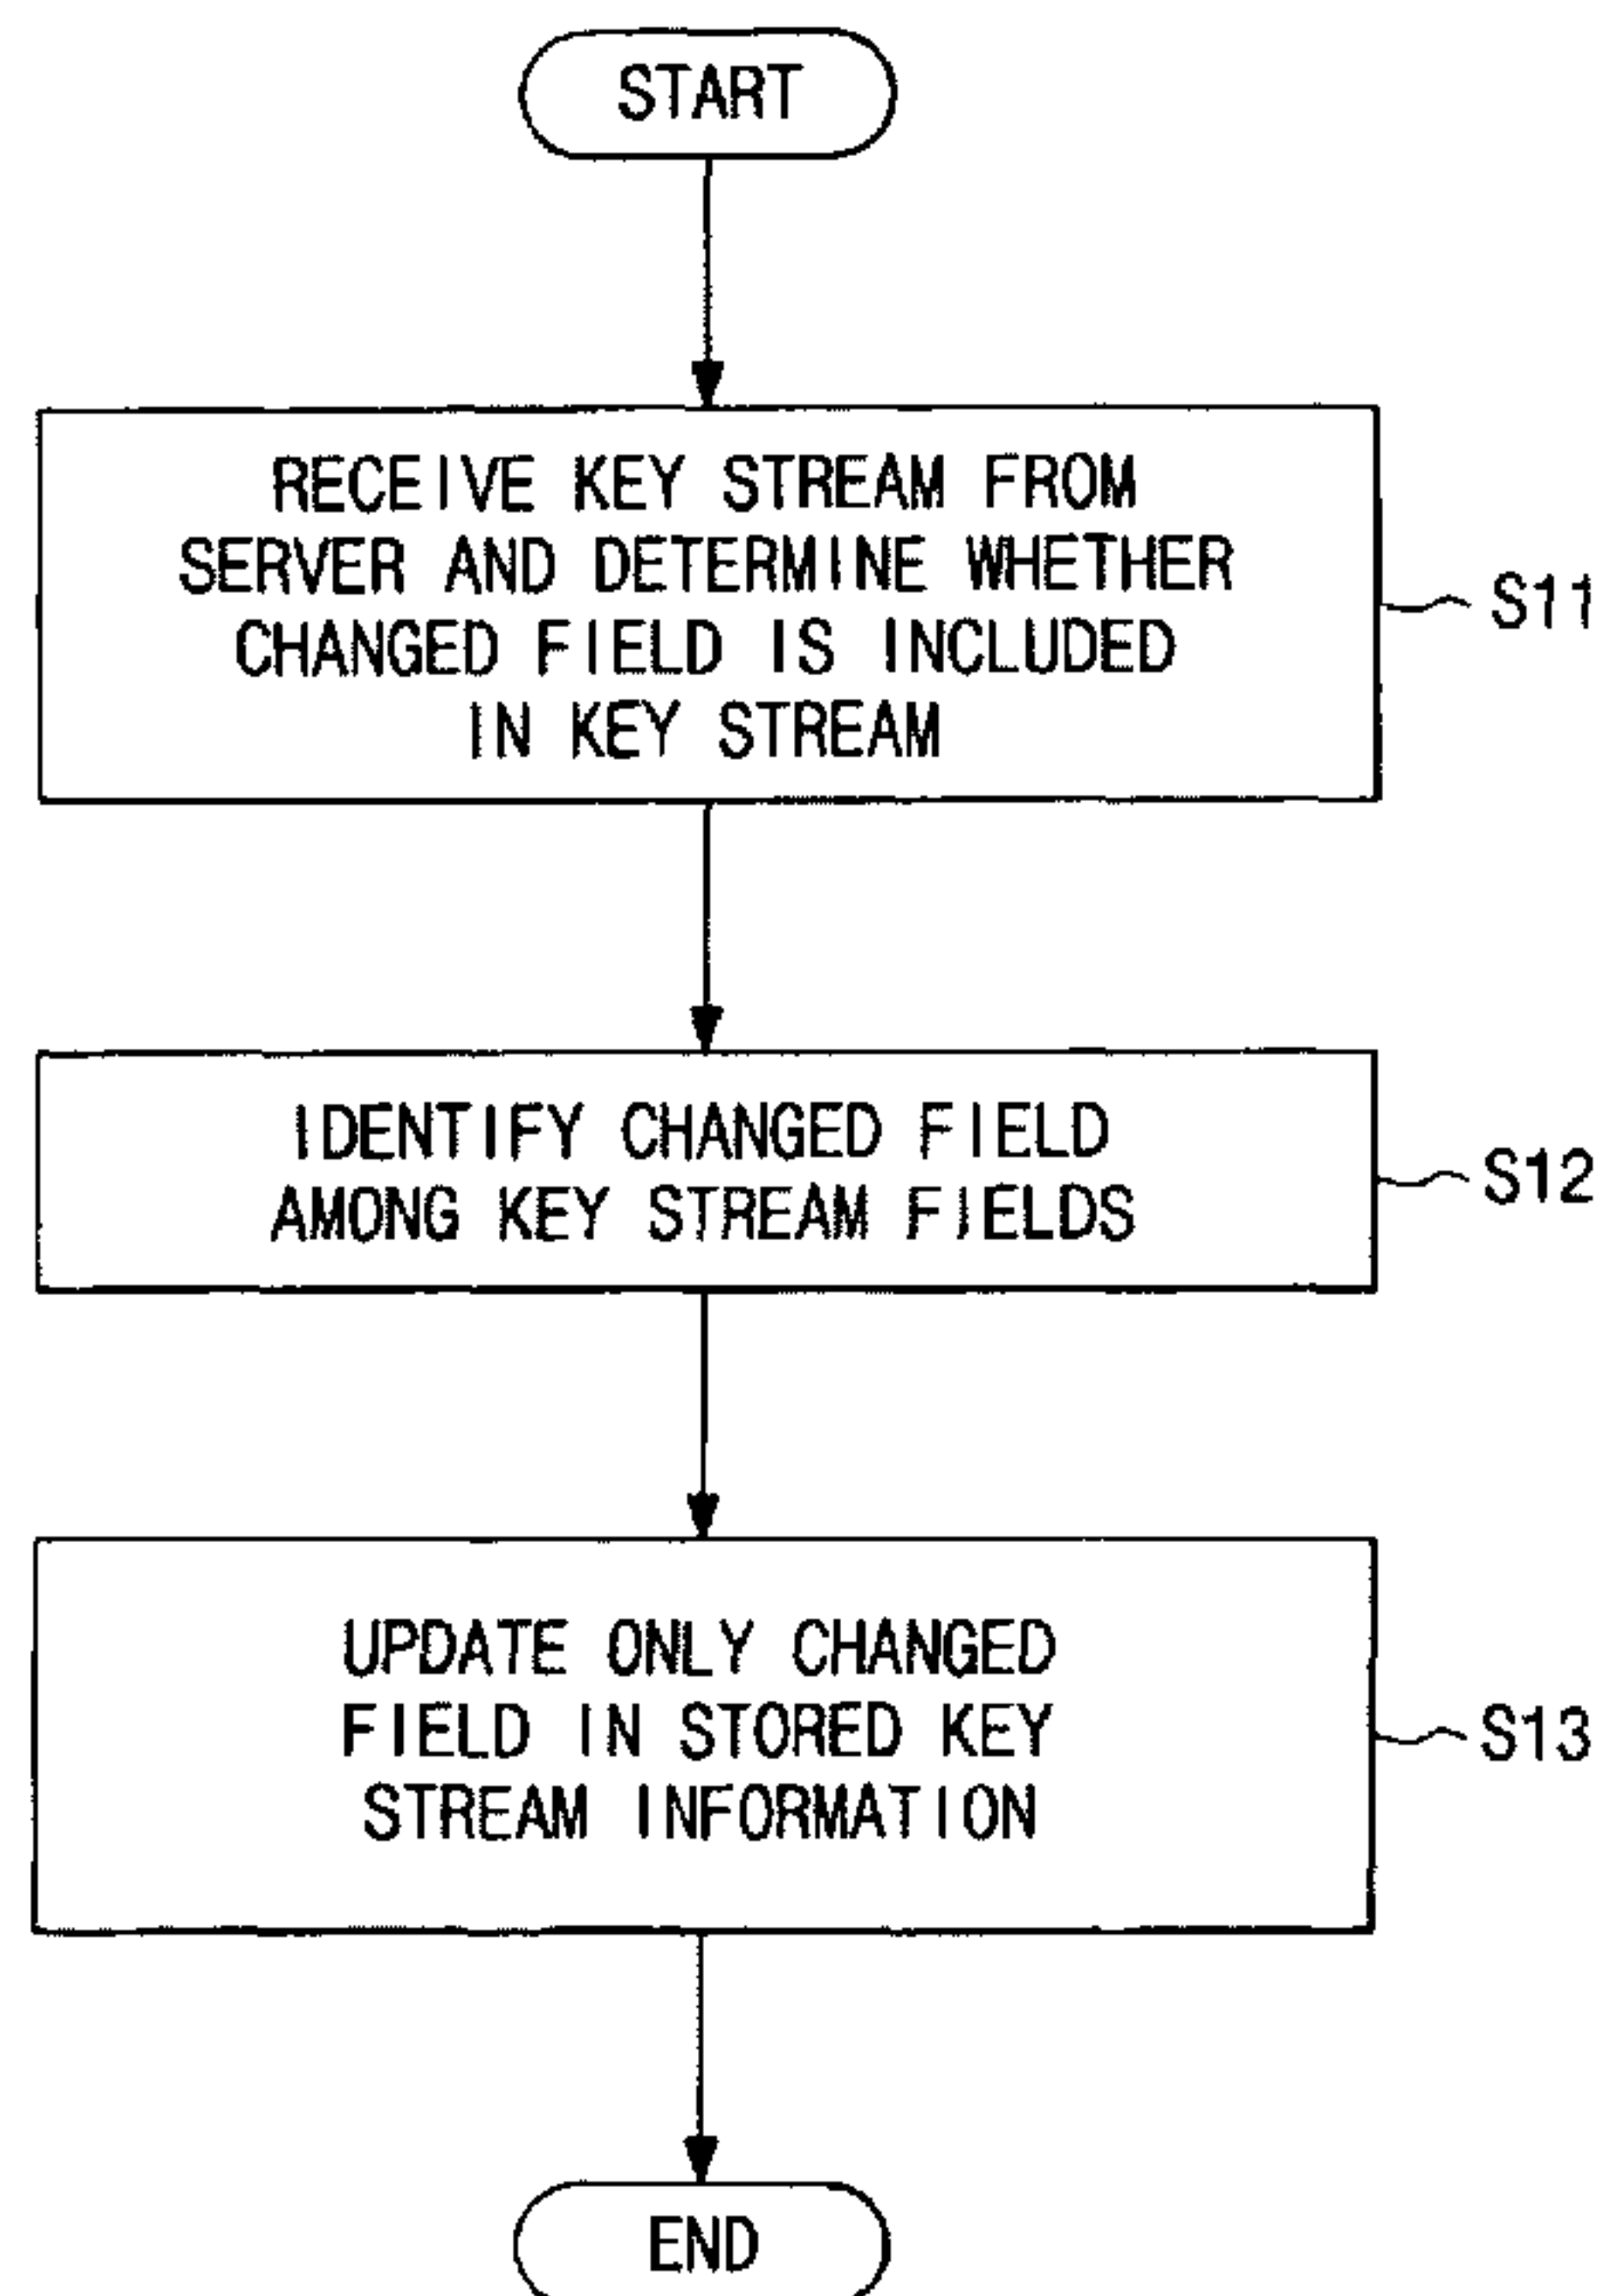 START
RECEIVE KEY STREAM FROM
SERVER AND DETERMINE WHETHER
CHANGED FIELD IS INCLUDED
IN KEY STREAM
S11
IDENTIFY CHANGED FIELD
AMONG KEY STREAM FIELDS
S12
UPDATE ONLY CHANGED
FIELD IN STORED KEY
STREAM INFORMATION
S13
END